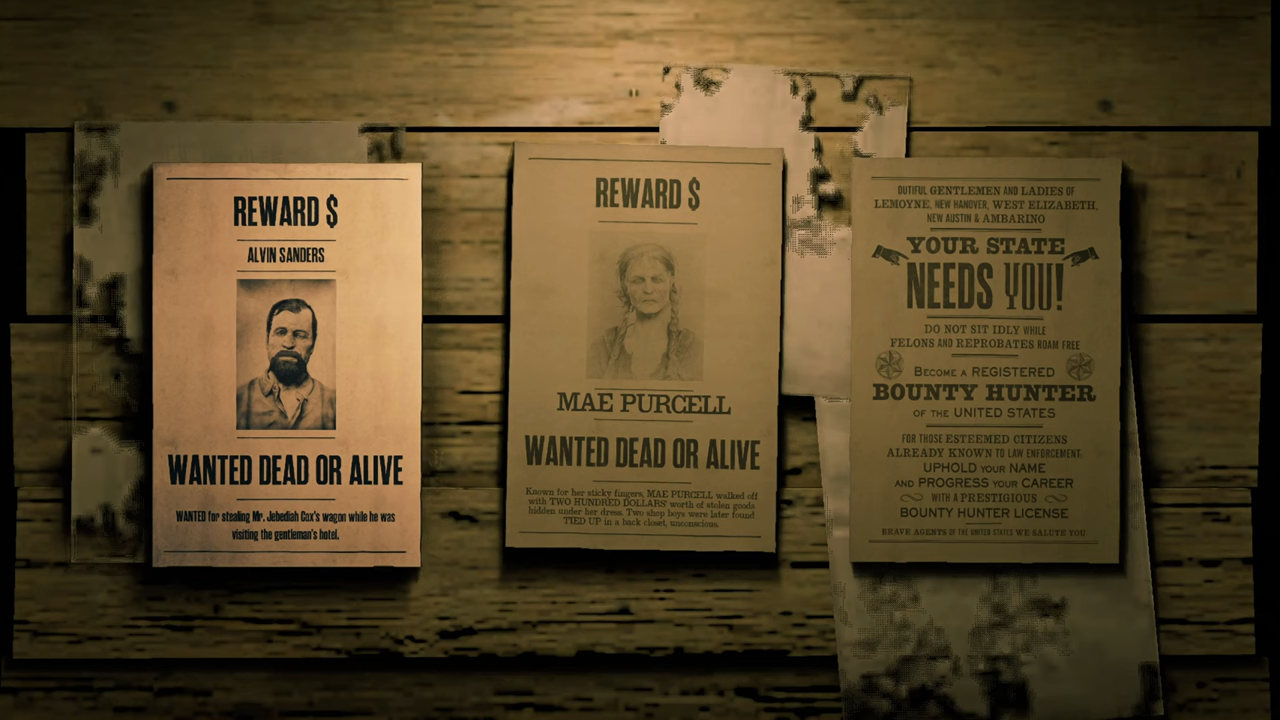 REWARD $
ALVIN SANDERS
WANTED DEAD OR ALIVE
WANTED for stealing Mr. Jebediah Cox's wagon while he was
visiting the gentleman's hotel.
REWARD $
MAE PURCELL
WANTED DEAD OR ALIVE
Known for her sticky fingers, MAE PURCELL walked off
with TWO HUNDRED DOLLARS' worth of stolen goods
hidden under her dress. Two shop boys were later found
TIED UP in a back closet, unconscious.
DUTIFUL GENTLEMEN AND LADIES OF
LEMOYNE, NEW HANOVER, WEST ELIZABETH,
NEW AUSTIN & AMBARINO
YOUR STATE
NEEDS YOU!
DO NOT SIT IDLY WHILE
FELONS AND REPROBATES ROAM FREE
BECOME A REGISTERED
BOUNTY HUNTER
OF THE UNITED STATES
FOR THOSE ESTEEMED CITIZENS
ALREADY KNOWN TO LAW ENFORCEMENT,
UPHOLD YOUR NAME
AND PROGRESS YOUR CAREER
WITH A PRESTIGIOUS
BOUNTY HUNTER LICENSE
BRAVE AGENTS OF THE UNITED STATES WE SALUTE YOU